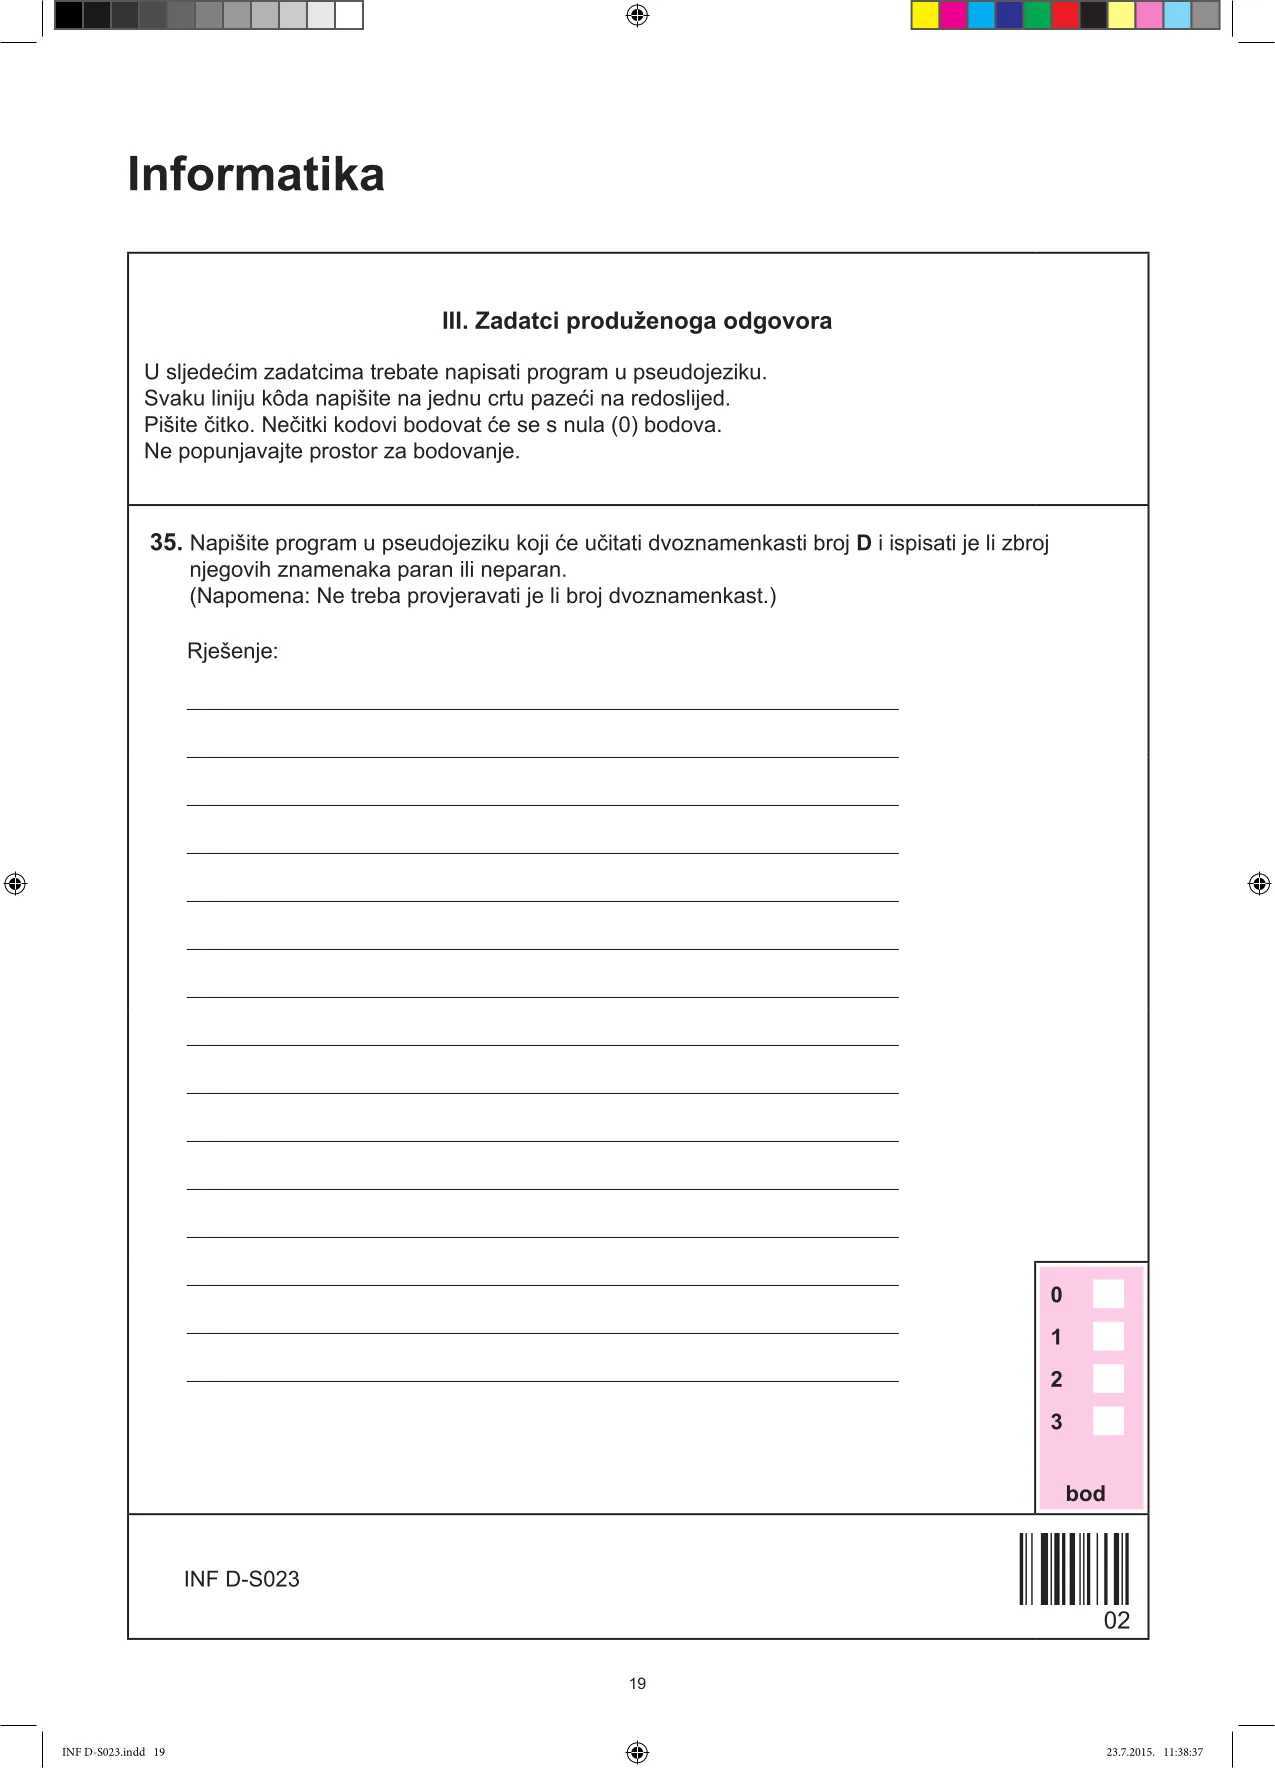 Informatika
III. Zadatci produženoga odgovora
U sljedećim zadatcima trebate napisati program u pseudojeziku.
Svaku liniju kôda napišite na jednu crtu pazeći na redoslijed.
Pišite čitko. Nečitki kodovi bodovat će se s nula (0) bodova.
Ne popunjavajte prostor za bodovanje.
35. Napišite program u pseudojeziku koji će učitati dvoznamenkasti broj D i ispisati je li zbroj
njegovih znamenaka paran ili neparan.
(Napomena: Ne treba provjeravati je li broj dvoznamenkast.)
Rješenje:
0
1
2
3
bod
INF D-S023
02
19
INF D-S023.indd 19
23.7.2015. 11:38:37